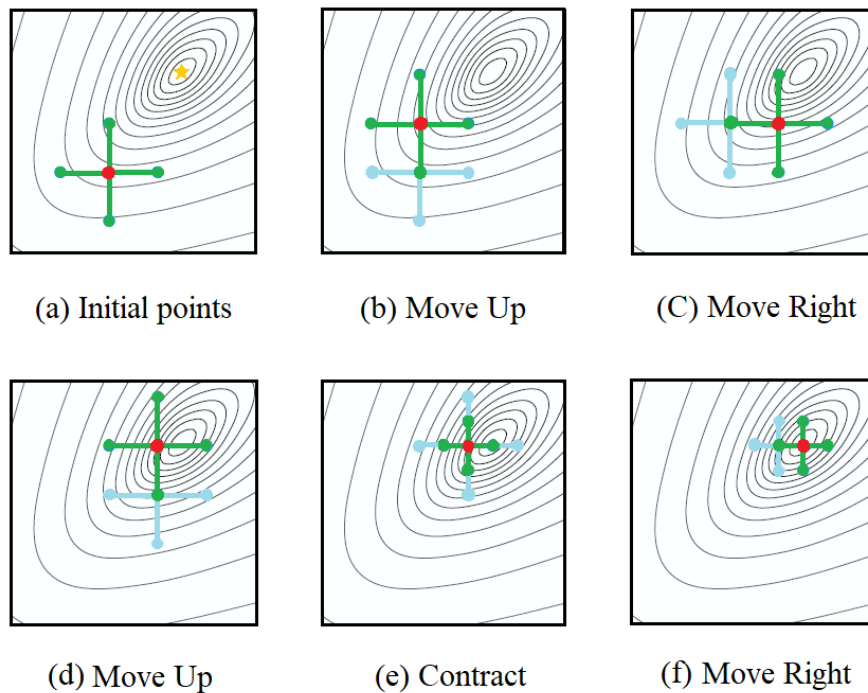 (a) Initial points
(b) Move Up
(C) Move Right
(d) Move Up
(e) Contract
(f) Move Right